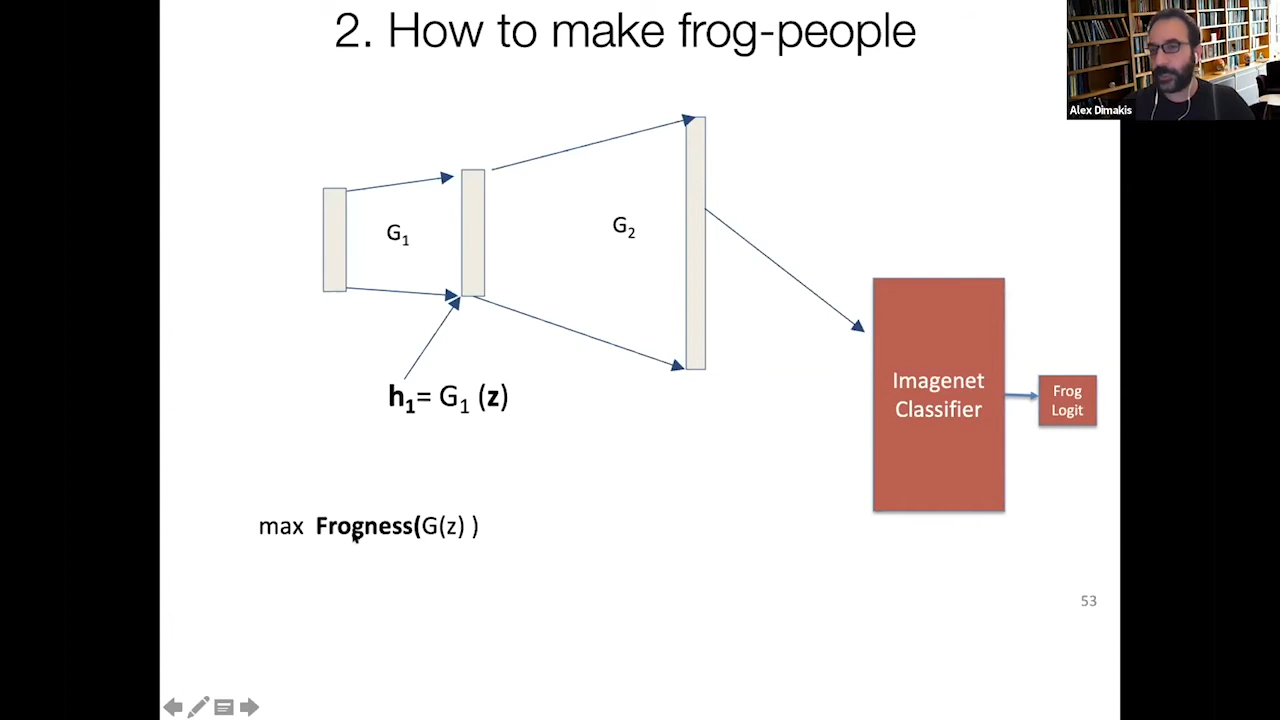 2. How to make frog-people
Alex Dimakis
G1
G2
h1= G1 (z)
Imagenet
Classifier
Frog
Logit
max Frogness(G(z) )
53